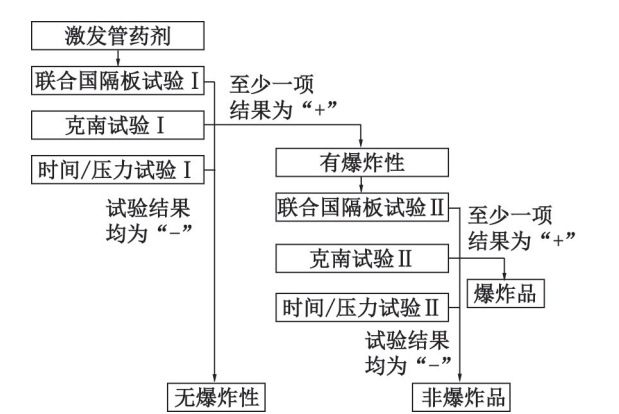 激发管药剂
联合国隔板试验Ⅰ
至少一项
结果为“+”
克南试验Ⅰ
有爆炸性
时间/压力试验Ⅰ
试验结果
均为“-”
联合国隔板试验Ⅱ
至少一项
结果为“+”
克南试验Ⅱ
爆炸品
时间/压力试验Ⅱ
试验结果
均为“-”
无爆炸性
非爆炸品